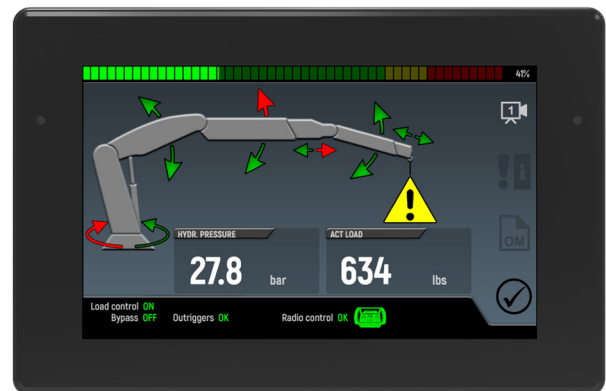 41%
1
HYDR. PRESSURE
ACT LOAD
OM
27.8 bar
634 lbs
Load control ON
Bypass OFF
Outriggers OK
Radio control OK